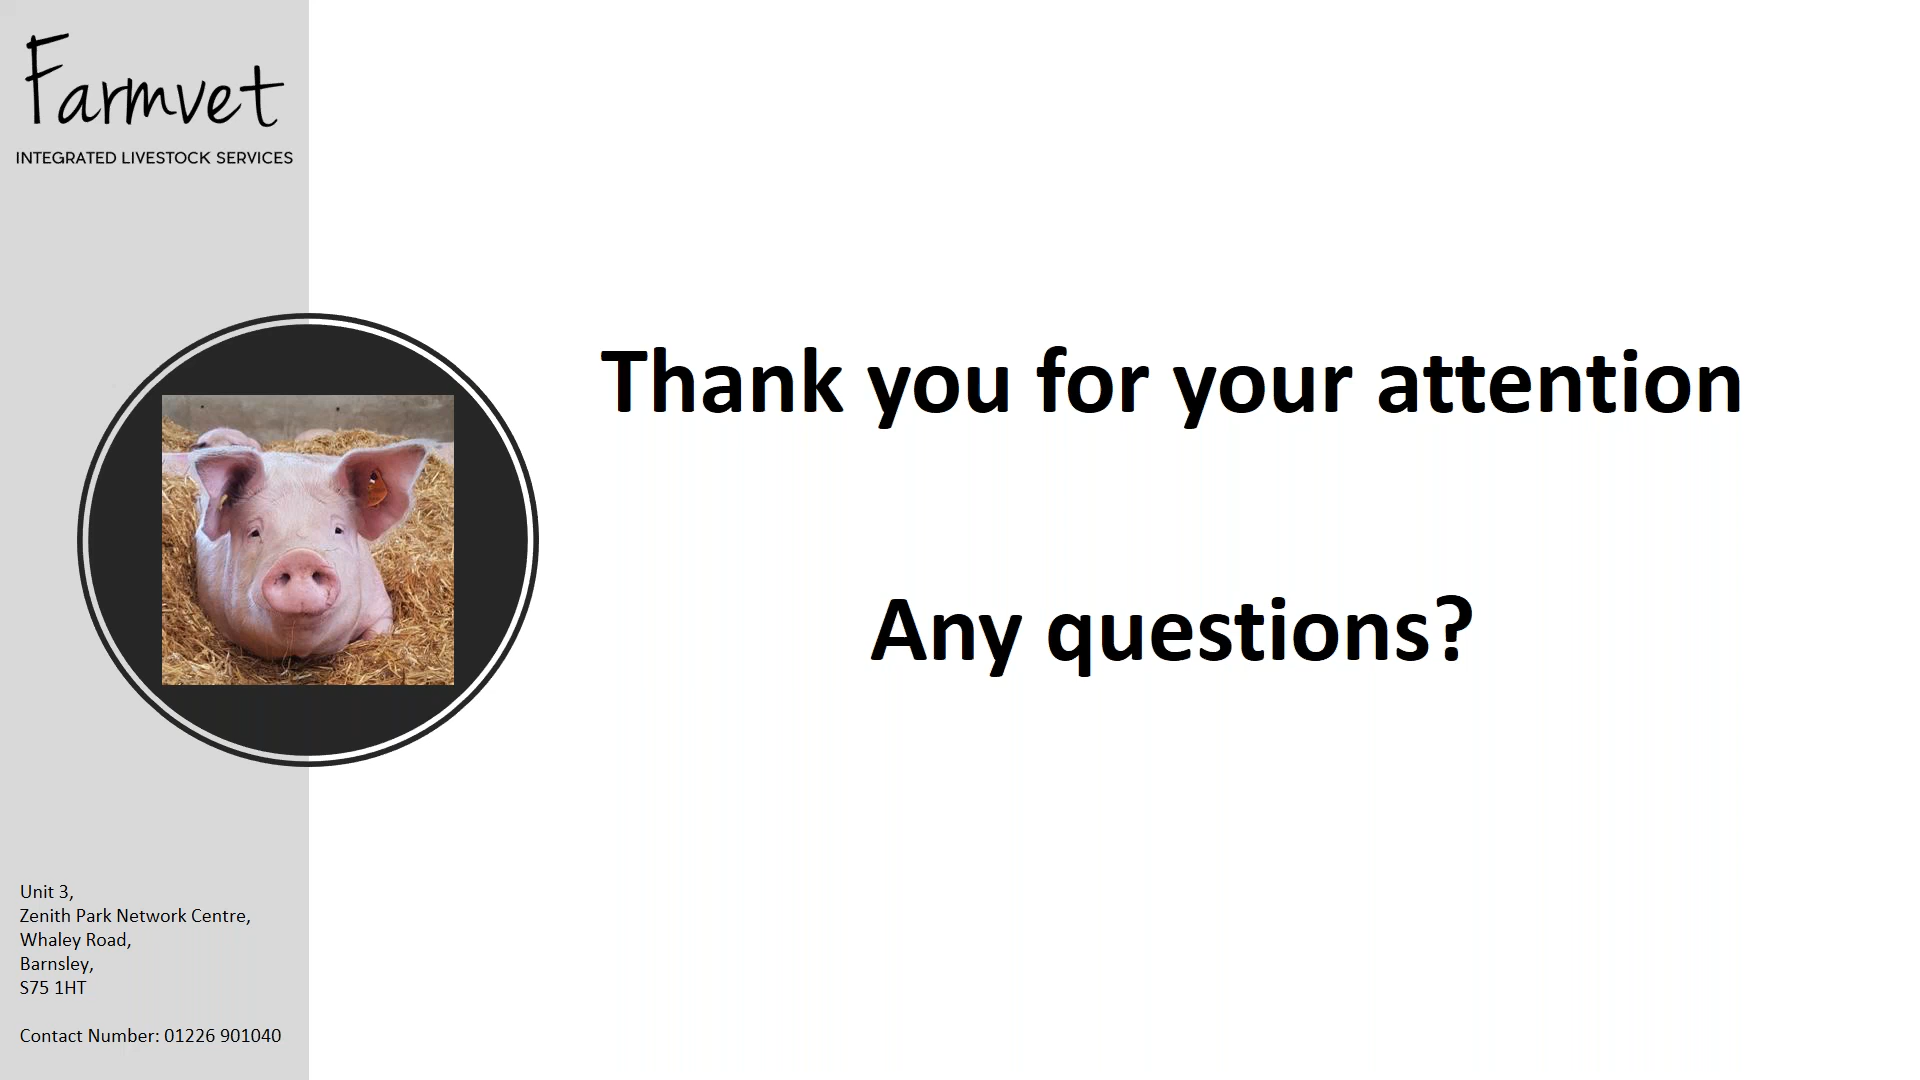 Farmvet
INTEGRATED LIVESTOCK SERVICES
Thank you for your attention
Any questions?
Unit 3,
Zenith Park Network Centre,
Whaley Road,
Barnsley,
S75 1HT
Contact Number: 01226 901040